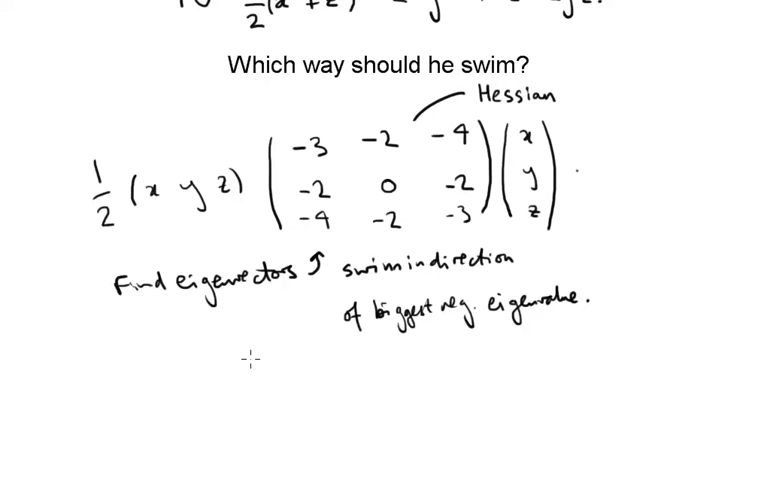 Which way should he swim?
Hessian
1/2 (x y z) ( -3 -2 -4 ) ( x )
( -2 0 -2 ) ( y )
( -4 -2 -3 ) ( z )
Find eigenvectors ↑ swim in direction
of biggest neg. eigenvalue.